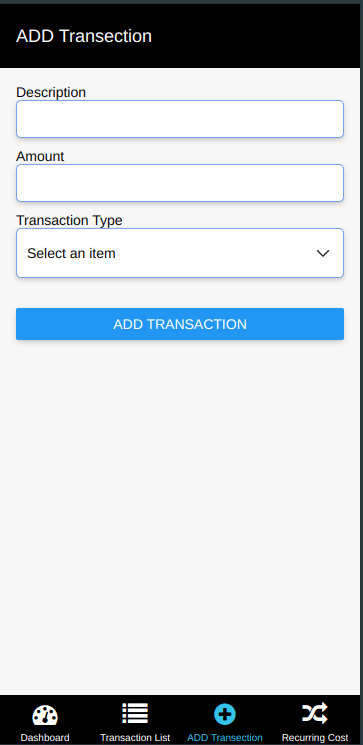 ADD Transection
Description
Amount
Transaction Type
Select an item
ADD TRANSACTION
Dashboard
Transaction List
ADD Transection
Recurring Cost